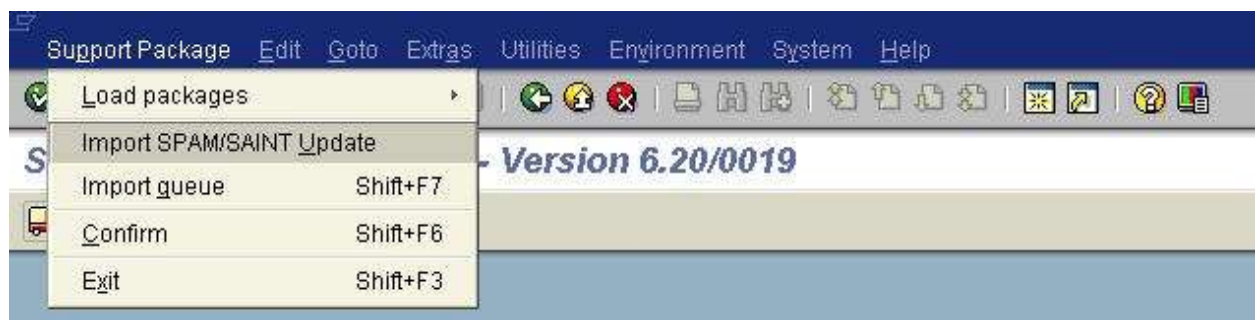 Support Package Edit Goto Extras Utilities Environment System Help
Load packages
Import SPAM/SAINT Update
S - Version 6.20/0019
Import queue Shift+F7
Confirm Shift+F6
Exit Shift+F3